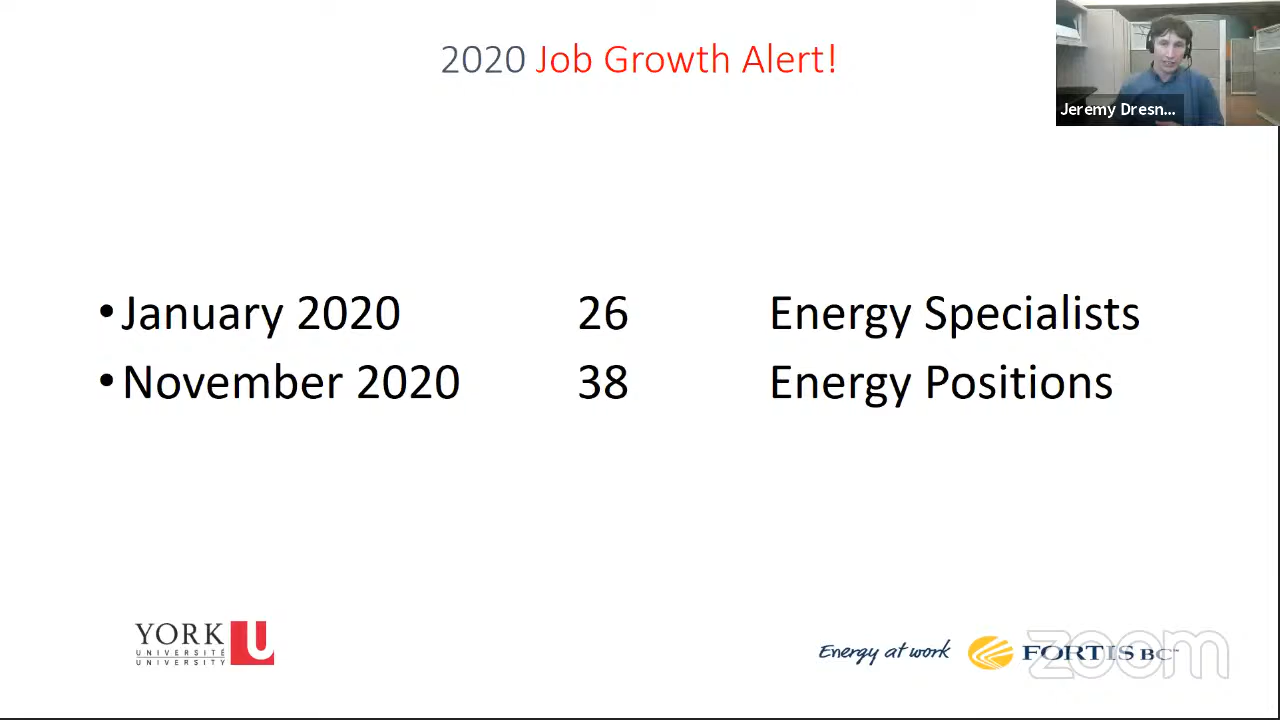 2020 Job Growth Alert!
Jeremy Dresn...
• January 2020 26 Energy Specialists
• November 2020 38 Energy Positions
YORK U
UNIVERSITÉ
UNIVERSITY
Energy at work FORTIS BC™
zoom